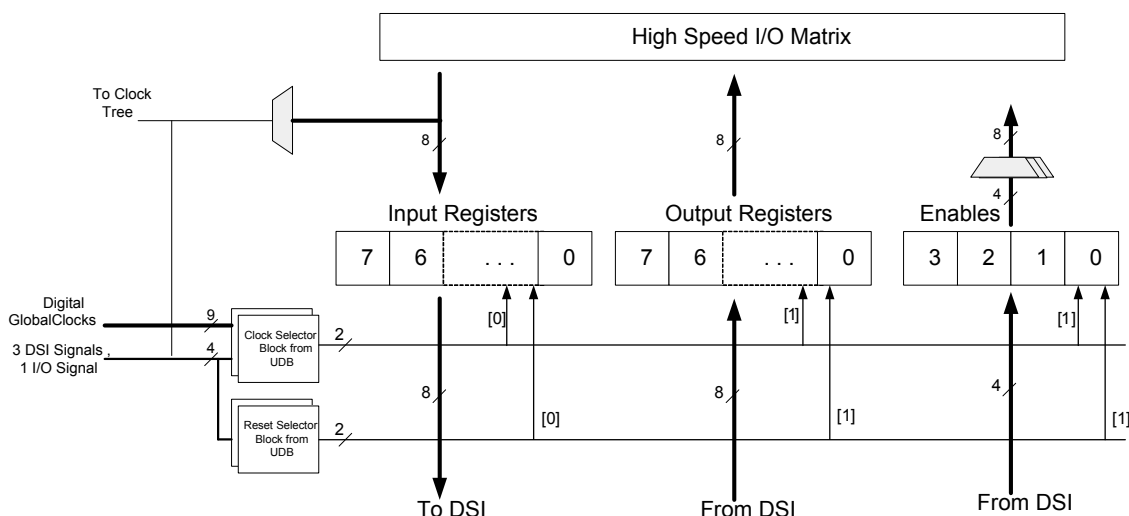 High Speed I/O Matrix
To Clock
Tree
8
8
8
4
Input Registers
Output Registers
Enables
7 6 . . . 0
7 6 . . . 0
3 2 1 0
Digital
GlobalClocks
9
3 DSI Signals ,
1 I/O Signal
4
Clock Selector
Block from
UDB
2
[0]
[1]
[1]
Reset Selector
Block from
UDB
2
8
[0]
8
[1]
4
[1]
To DSI
From DSI
From DSI